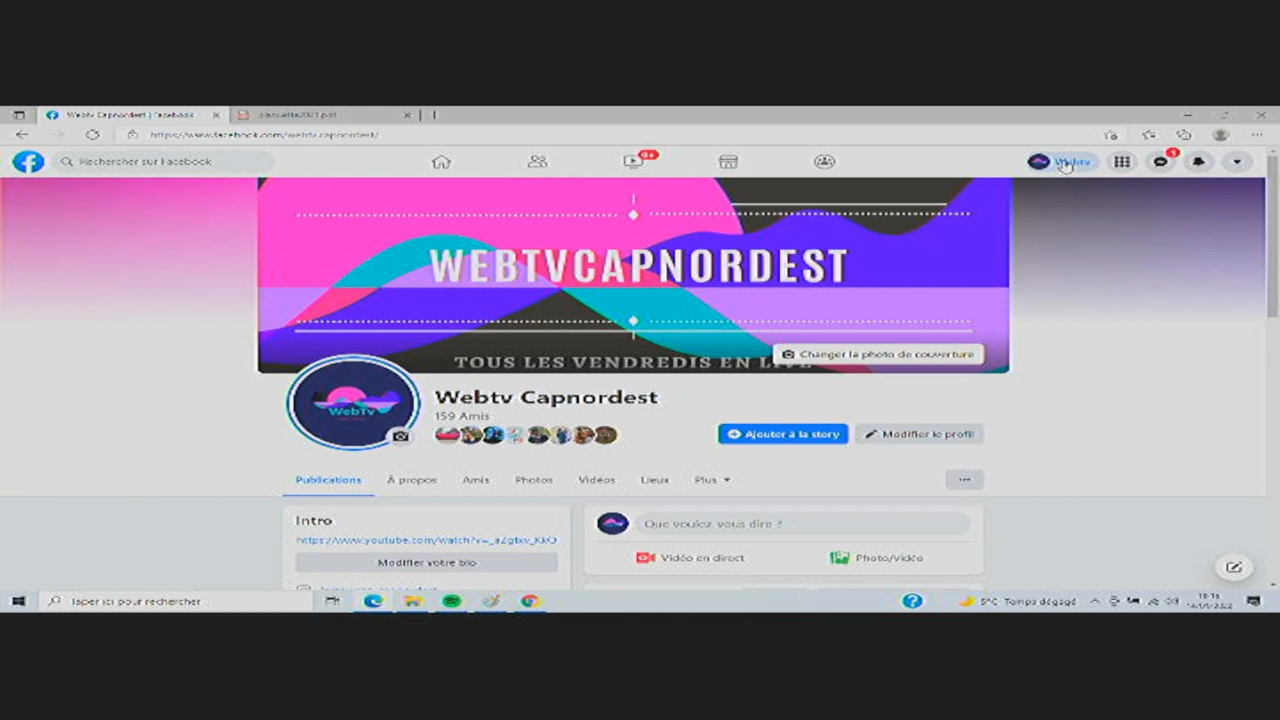 Webtv Capnordest | Facebook
https://www.facebook.com/webtv.capnordest/
Rechercher sur Facebook
9+
Webtv
1
WEBTVCAPNORDEST
TOUS LES VENDREDIS EN LIVE
Changer la photo de couverture
WebTv
Webtv Capnordest
159 Amis
Ajouter à la story
Modifier le profil
Publications À propos Amis Photos Vidéos Lieux Plus
Intro
Que voulez-vous dire ?
Modifier votre bio
Vidéo en direct
Photo/vidéo
Taper ici pour rechercher
5°C Temps dégagé